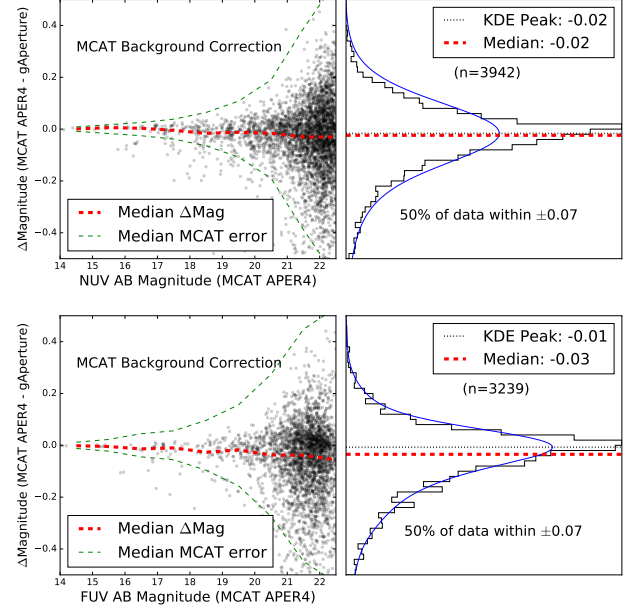 ΔMagnitude (MCAT APER4 - gAperture)
0.4
0.2
0.0
−0.2
−0.4
MCAT Background Correction
Median ΔMag
Median MCAT error
14 15 16 17 18 19 20 21 22
NUV AB Magnitude (MCAT APER4)
KDE Peak: -0.02
Median: -0.02
(n=3942)
50% of data within ±0.07
ΔMagnitude (MCAT APER4 - gAperture)
0.4
0.2
0.0
−0.2
−0.4
MCAT Background Correction
Median ΔMag
Median MCAT error
14 15 16 17 18 19 20 21 22
FUV AB Magnitude (MCAT APER4)
KDE Peak: -0.01
Median: -0.03
(n=3239)
50% of data within ±0.07